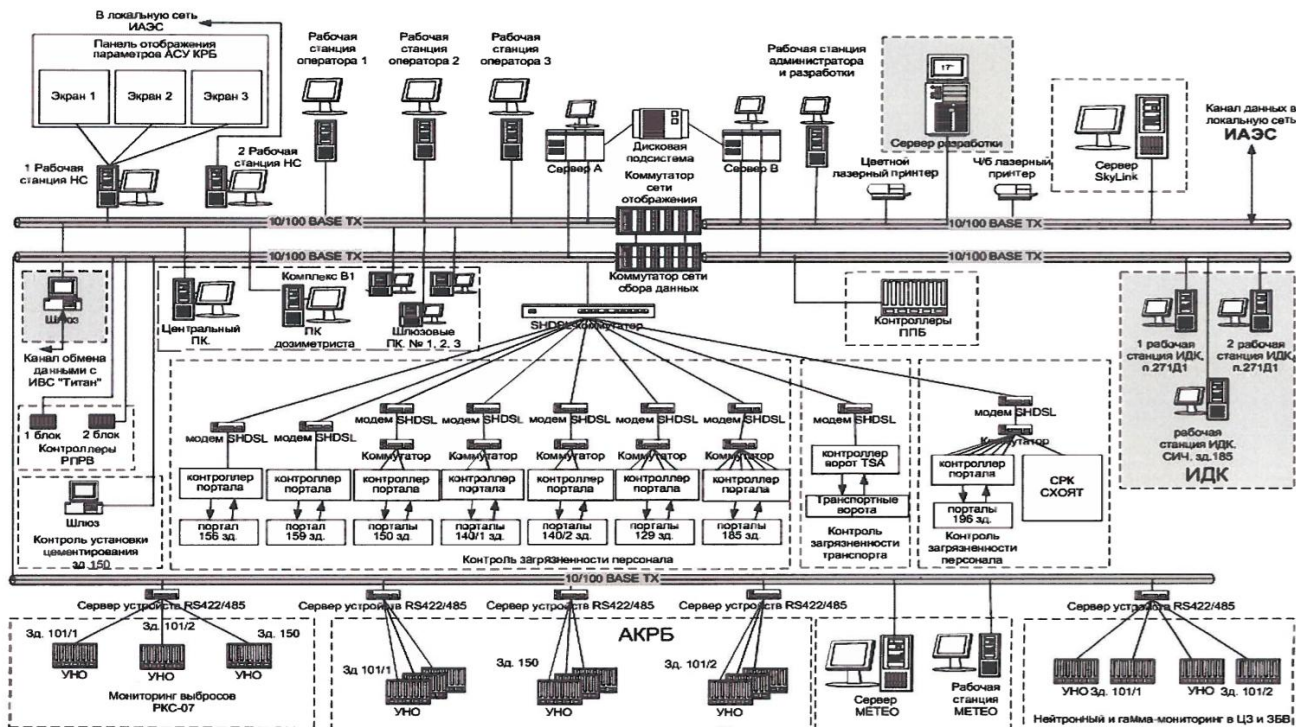 В локальную сеть
ИАЭС
Панель отображения
параметров АСУ КРБ
Экран 1
Экран 2
Экран 3
1 Рабочая
станция НС
2 Рабочая
станция НС
Рабочая
станция
оператора 1
Рабочая
станция
оператора 2
Рабочая
станция
оператора 3
Сервер А
Дисковая
подсистема
Сервер В
Рабочая станция
администратора
и разработки
17"
Сервер разработки
Цветной
лазерный принтер
Ч/б лазерный
принтер
Сервер
SkyLink
Канал данных в
локальную сеть
ИАЭС
Коммутатор
сети
отображения
10/100 BASE TX
10/100 BASE TX
10/100 BASE TX
10/100 BASE TX
Коммутатор сети
сбора данных
Шлюз
Канал обмена
данными с
ИВС "Титан"
Центральный
ПК.
Комплекс В1
ПК
дозиметриста
Шлюзовые
ПК. № 1, 2, 3
SHDSL-коммутатор
Контроллеры
ППБ
1 рабочая
станция ИДК,
п.271Д1
2 рабочая
станция ИДК,
п.271Д1
рабочая
станция ИДК.
СИЧ. зд.185
ИДК
1 блок
2 блок
Контроллеры
РПРВ
Шлюз
Контроль установки
цементирования
зд.150
модем SHDSL
модем SHDSL
модем SHDSL
модем SHDSL
модем SHDSL
модем SHDSL
модем SHDSL
модем SHDSL
модем SHDSL
Коммутатор
Коммутатор
Коммутатор
Коммутатор
Коммутатор
Коммутатор
контроллер
портала
контроллер
портала
контроллер
портала
контроллер
портала
контроллер
портала
контроллер
портала
контроллер
портала
контроллер
ворот TSA
контроллер
портала
СРК
СХОЯТ
портал
156 зд.
портал
159 зд.
порталы
150 зд.
порталы
140/1 зд.
порталы
140/2 зд.
порталы
129 зд.
порталы
185 зд.
Транспортные
ворота
порталы
196 зд.
Контроль загрязненности персонала
Контроль
загрязненности
транспорта
Контроль
загрязненности
персонала
10/100 BASE TX
Сервер устройств RS422/485
Сервер устройств RS422/485
Сервер устройств RS422/485
Сервер устройств RS422/485
Сервер устройств RS422/485
Зд. 101/1
Зд. 101/2
Зд. 150
УНО
УНО
УНО
Мониторинг выбросов
РКС-07
АКРБ
Зд 101/1
УНО
Зд. 150
УНО
Зд. 101/2
УНО
Сервер
МЕТЕО
Рабочая
станция
МЕТЕО
УНО Зд. 101/1
УНО Зд. 101/2
Нейтронный и гамма-мониторинг в ЦЗ и ЗБВ